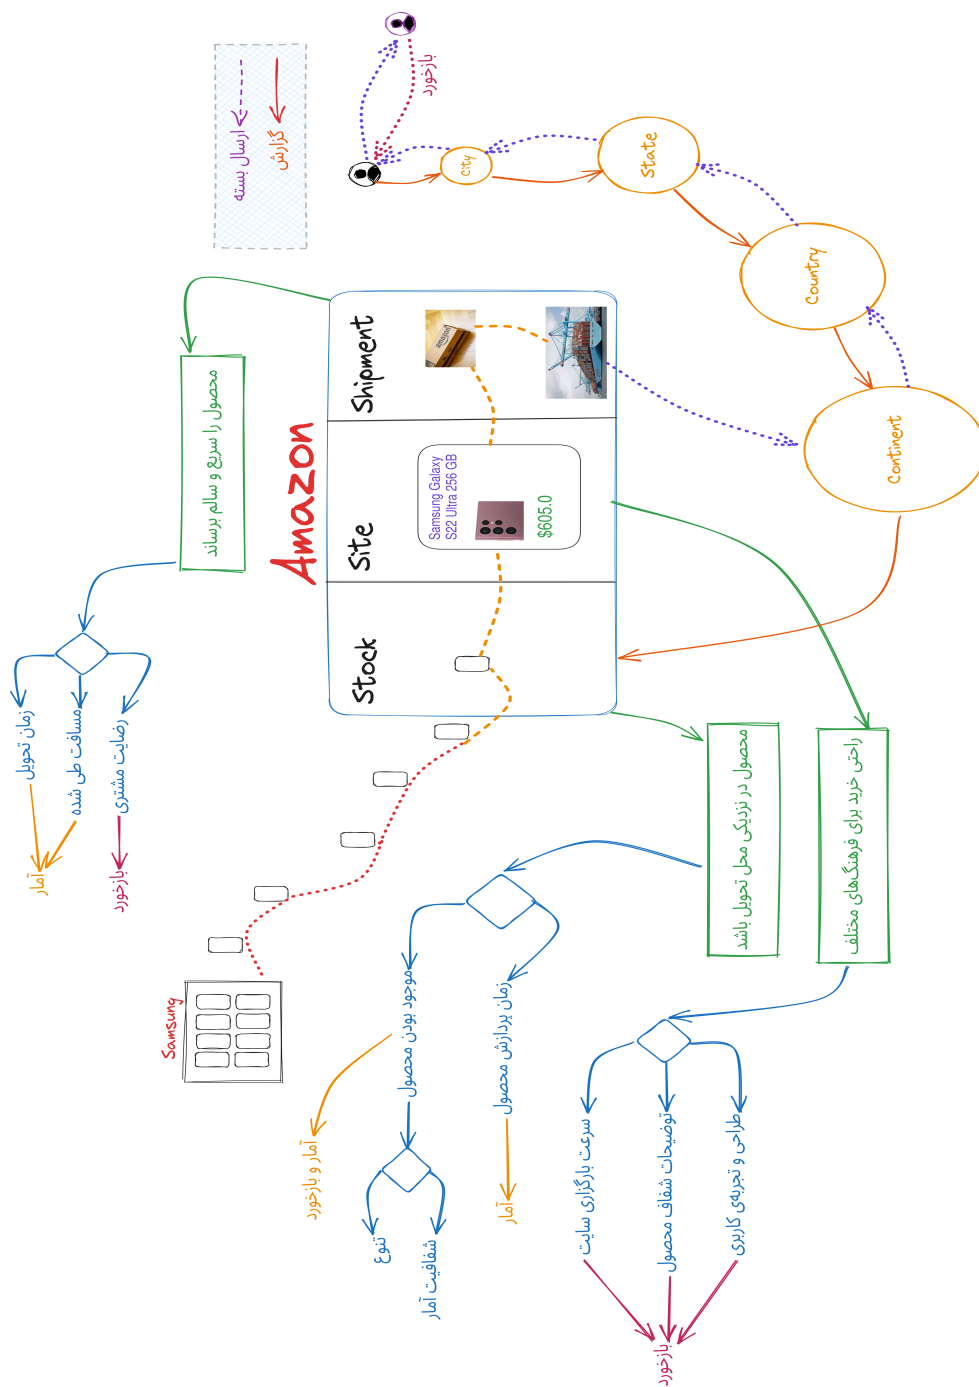 بازخورد
ارسال بسته
گزارش
City
State
Country
Continent
Amazon
Stock
Site
Shipment
amazon
Samsung Galaxy
S22 Ultra 256 GB
$605.0
Samsung
محصول را سریع و سالم برساند
زمان تحویل
مسافت طی شده
رضایت مشتری
آمار
بازخورد
محصول در نزدیکی محل تحویل باشد
موجود بودن محصول
زمان پردازش محصول
آمار و بازخورد
تنوع
شفافیت آمار
آمار
راحتی خرید برای فرهنگ‌های مختلف
سرعت بارگزاری سایت
توضیحات شفاف محصول
طراحی و تجربه‌ی کاربری
بازخورد